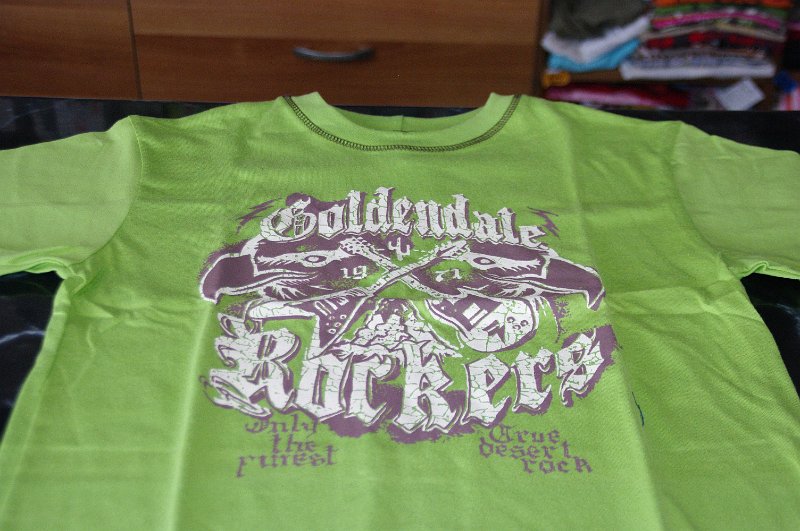 Goldendale
19 71
Rockers
Only
the
finest
True
desert
rock